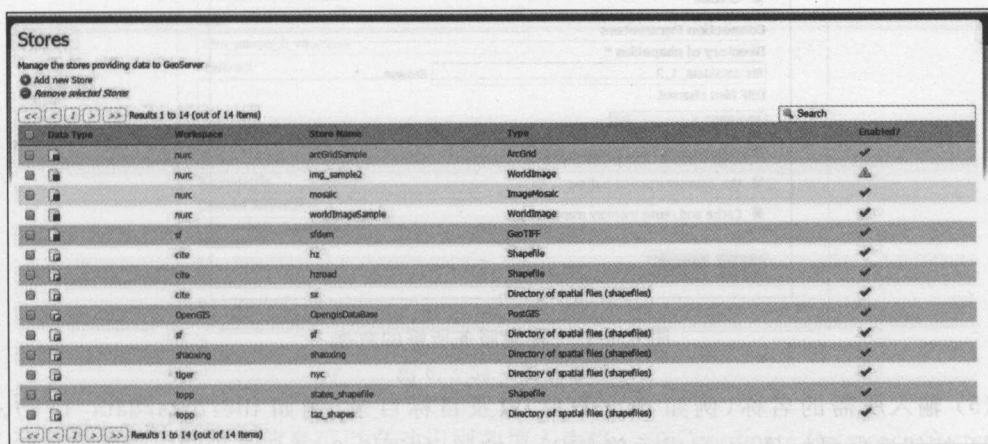 Stores
Manage the stores providing data to GeoServer
Add new Store
Remove selected Stores
<< < 1 > >> Results 1 to 14 (out of 14 items) Search
Data Type Workspace Store Name Type Enabled?
nurc arcGridSample ArcGrid
nurc img_sample2 WorldImage
nurc mosaic ImageMosaic
nurc worldImageSample WorldImage
sf sfdem GeoTIFF
cite hz Shapefile
cite hzroad Shapefile
cite sx Directory of spatial files (shapefiles)
OpenGIS OpengisDataBase PostGIS
sf sf Directory of spatial files (shapefiles)
shaoxing shaoxing Directory of spatial files (shapefiles)
tiger nyc Directory of spatial files (shapefiles)
topp states_shapefile Shapefile
topp taz_shapes Directory of spatial files (shapefiles)
<< < 1 > >> Results 1 to 14 (out of 14 items)